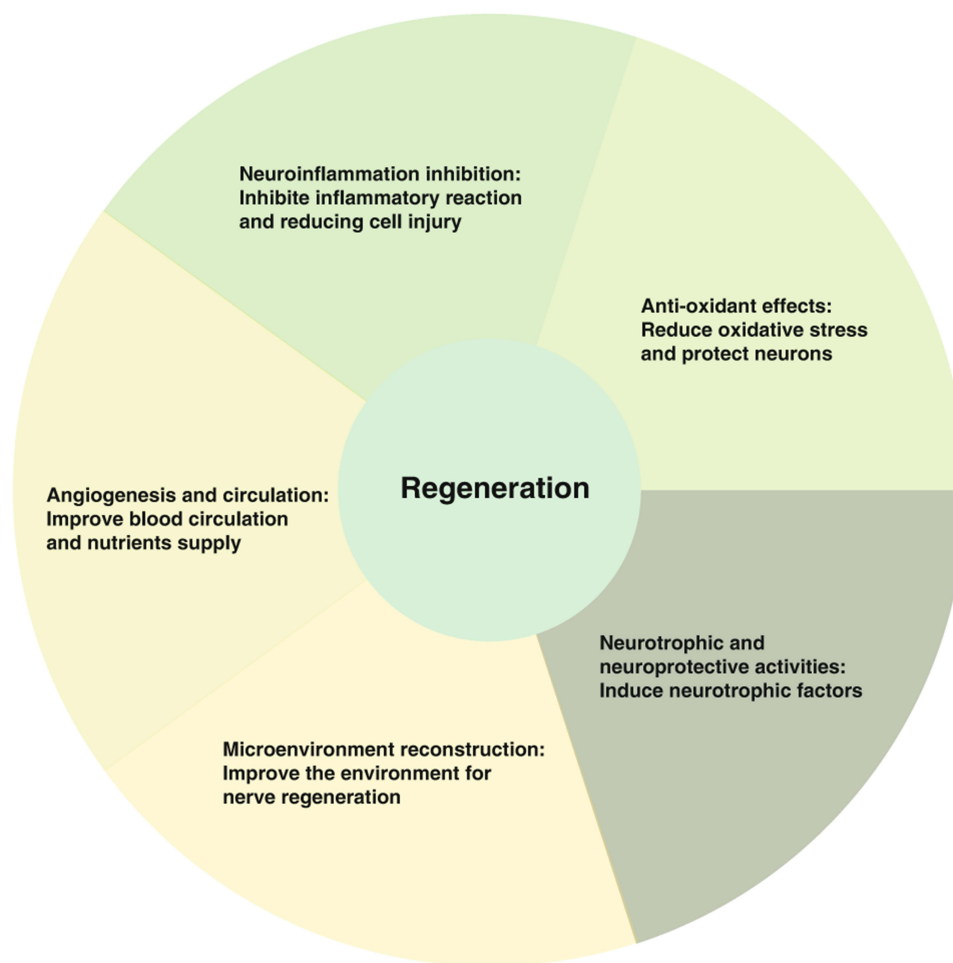 Neuroinflammation inhibition:
Inhibite inflammatory reaction
and reducing cell injury
Anti-oxidant effects:
Reduce oxidative stress
and protect neurons
Angiogenesis and circulation:
Improve blood circulation
and nutrients supply
Regeneration
Neurotrophic and
neuroprotective activities:
Induce neurotrophic factors
Microenvironment reconstruction:
Improve the environment for
nerve regeneration